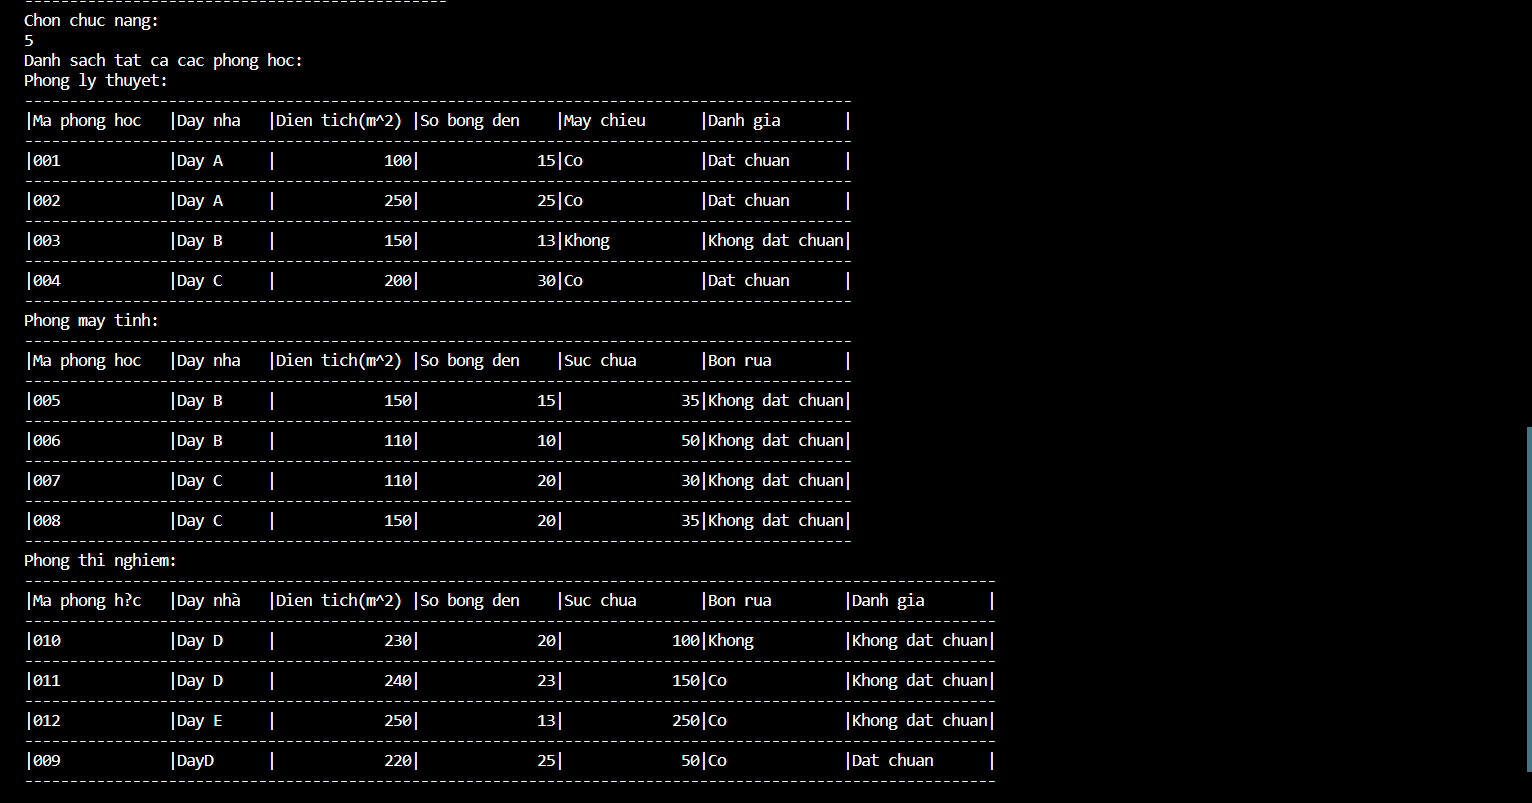 Chon chuc nang:
5
Danh sach tat ca cac phong hoc:
Phong ly thuyet:
|Ma phong hoc |Day nha |Dien tich(m^2) |So bong den |May chieu |Danh gia |
|001 |Day A | 100| 15|Co |Dat chuan |
|002 |Day A | 250| 25|Co |Dat chuan |
|003 |Day B | 150| 13|Khong |Khong dat chuan|
|004 |Day C | 200| 30|Co |Dat chuan |
Phong may tinh:
|Ma phong hoc |Day nha |Dien tich(m^2) |So bong den |Suc chua |Bon rua |
|005 |Day B | 150| 15| 35|Khong dat chuan|
|006 |Day B | 110| 10| 50|Khong dat chuan|
|007 |Day C | 110| 20| 30|Khong dat chuan|
|008 |Day C | 150| 20| 35|Khong dat chuan|
Phong thi nghiem:
|Ma phong h?c |Day nhà |Dien tich(m^2) |So bong den |Suc chua |Bon rua |Danh gia |
|010 |Day D | 230| 20| 100|Khong |Khong dat chuan|
|011 |Day D | 240| 23| 150|Co |Khong dat chuan|
|012 |Day E | 250| 13| 250|Co |Khong dat chuan|
|009 |DayD | 220| 25| 50|Co |Dat chuan |